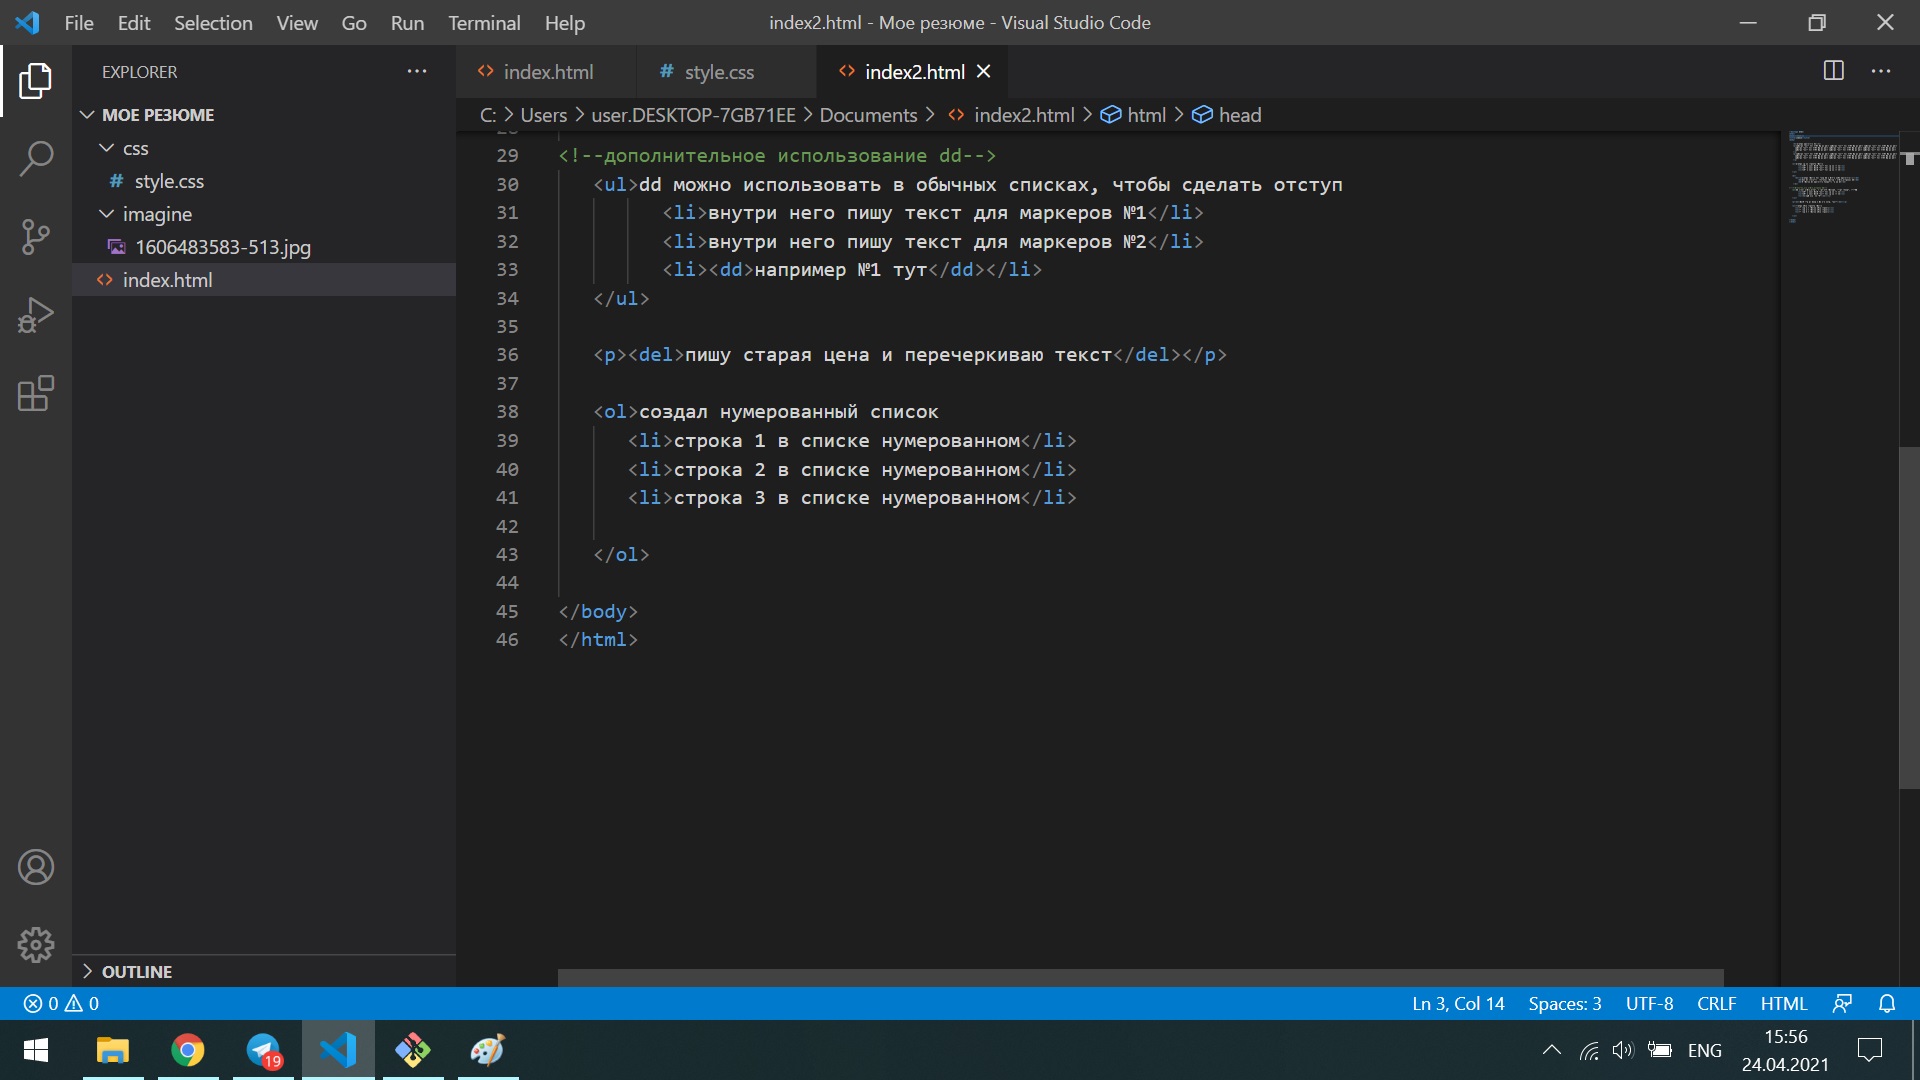 File Edit Selection View Go Run Terminal Help
index2.html - Мое резюме - Visual Studio Code
EXPLORER
МОЕ РЕЗЮМЕ
css
# style.css
imagine
1606483583-513.jpg
<> index.html
OUTLINE
<> index.html
# style.css
<> index2.html
C: > Users > user.DESKTOP-7GB71EE > Documents > <> index2.html > html > head
29 <!--дополнительное использование dd-->
30 <ul>dd можно использовать в обычных списках, чтобы сделать отступ
31 <li>внутри него пишу текст для маркеров №1</li>
32 <li>внутри него пишу текст для маркеров №2</li>
33 <li><dd>например №1 тут</dd></li>
34 </ul>
35
36 <p><del>пишу старая цена и перечеркиваю текст</del></p>
37
38 <ol>создал нумерованный список
39 <li>строка 1 в списке нумерованном</li>
40 <li>строка 2 в списке нумерованном</li>
41 <li>строка 3 в списке нумерованном</li>
42
43 </ol>
44
45 </body>
46 </html>
0 0
Ln 3, Col 14 Spaces: 3 UTF-8 CRLF HTML
19
ENG
15:56
24.04.2021